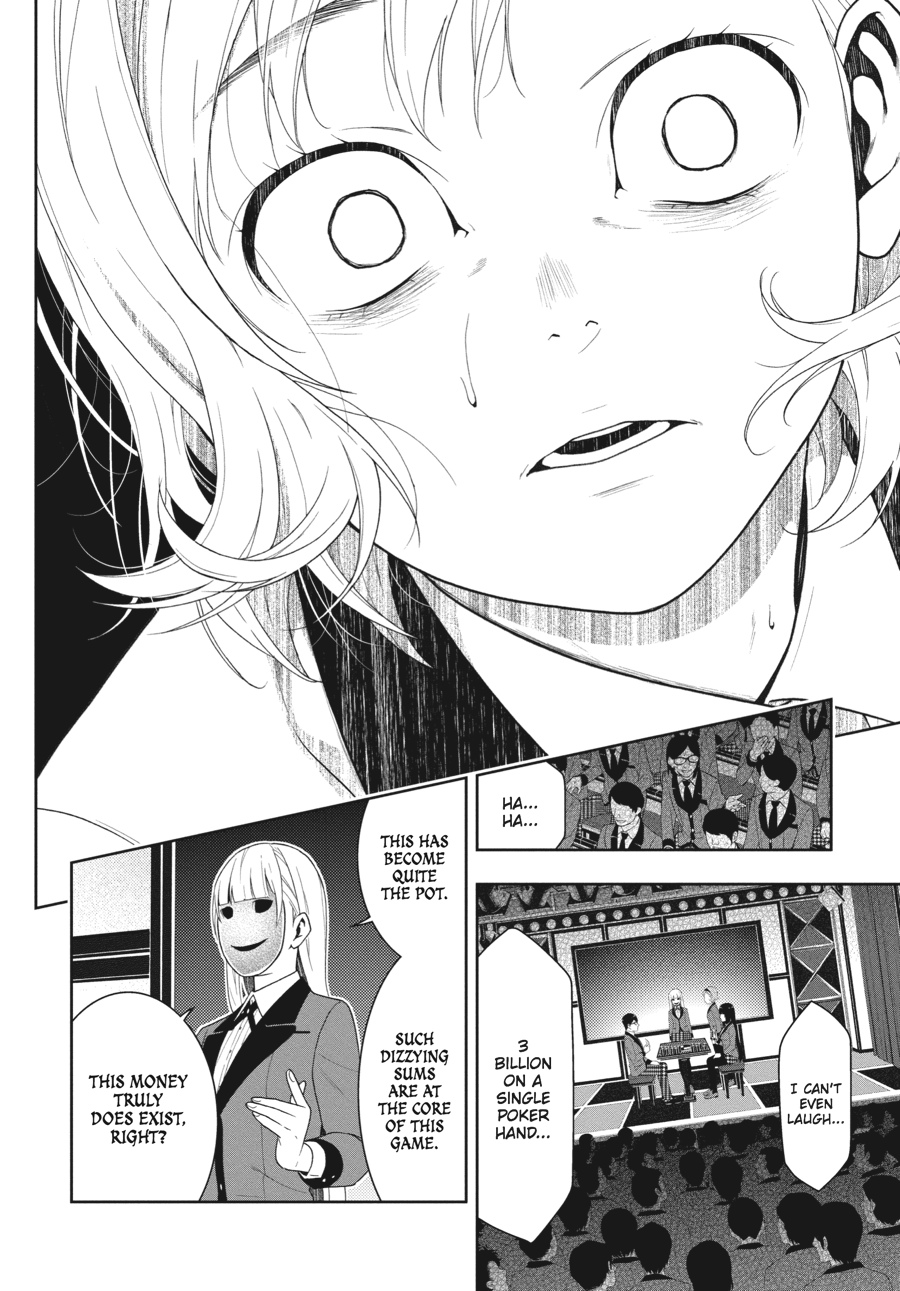 HA...
HA...
I CAN'T
EVEN
LAUGH...
3
BILLION
ON A
SINGLE
POKER
HAND...
THIS HAS
BECOME
QUITE
THE POT.
SUCH
DIZZYING
SUMS
ARE AT
THE CORE
OF THIS
GAME.
THIS MONEY
TRULY
DOES EXIST,
RIGHT?